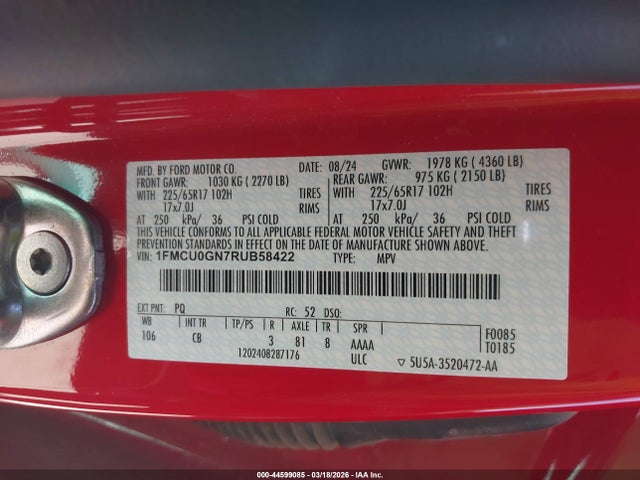 MFD. BY FORD MOTOR CO. DATE: 08/24 GVWR: 1978 KG ( 4360 LB)
FRONT GAWR: 1030 KG ( 2270 LB) REAR GAWR: 975 KG ( 2150 LB)
WITH 225/65R17 102H TIRES WITH 225/65R17 102H TIRES
17x7.0J RIMS 17x7.0J RIMS
AT 250 kPa/ 36 PSI COLD AT 250 kPa/ 36 PSI COLD
THIS VEHICLE CONFORMS TO ALL APPLICABLE FEDERAL MOTOR VEHICLE SAFETY AND THEFT
PREVENTION STANDARDS IN EFFECT ON THE DATE OF MANUFACTURE SHOWN ABOVE.
VIN: 1FMCU0GN7RUB58422 TYPE: MPV
EXT PNT: PQ RC: 52 DSO:
WB INT TR TP/PS R AXLE TR SPR F0085
106 CB 3 81 8 AAAA T0185
1202408287176 ULC ▽ 5U5A-3520472-AA
00-44599085 | 03/18/2026 | IAA Inc.